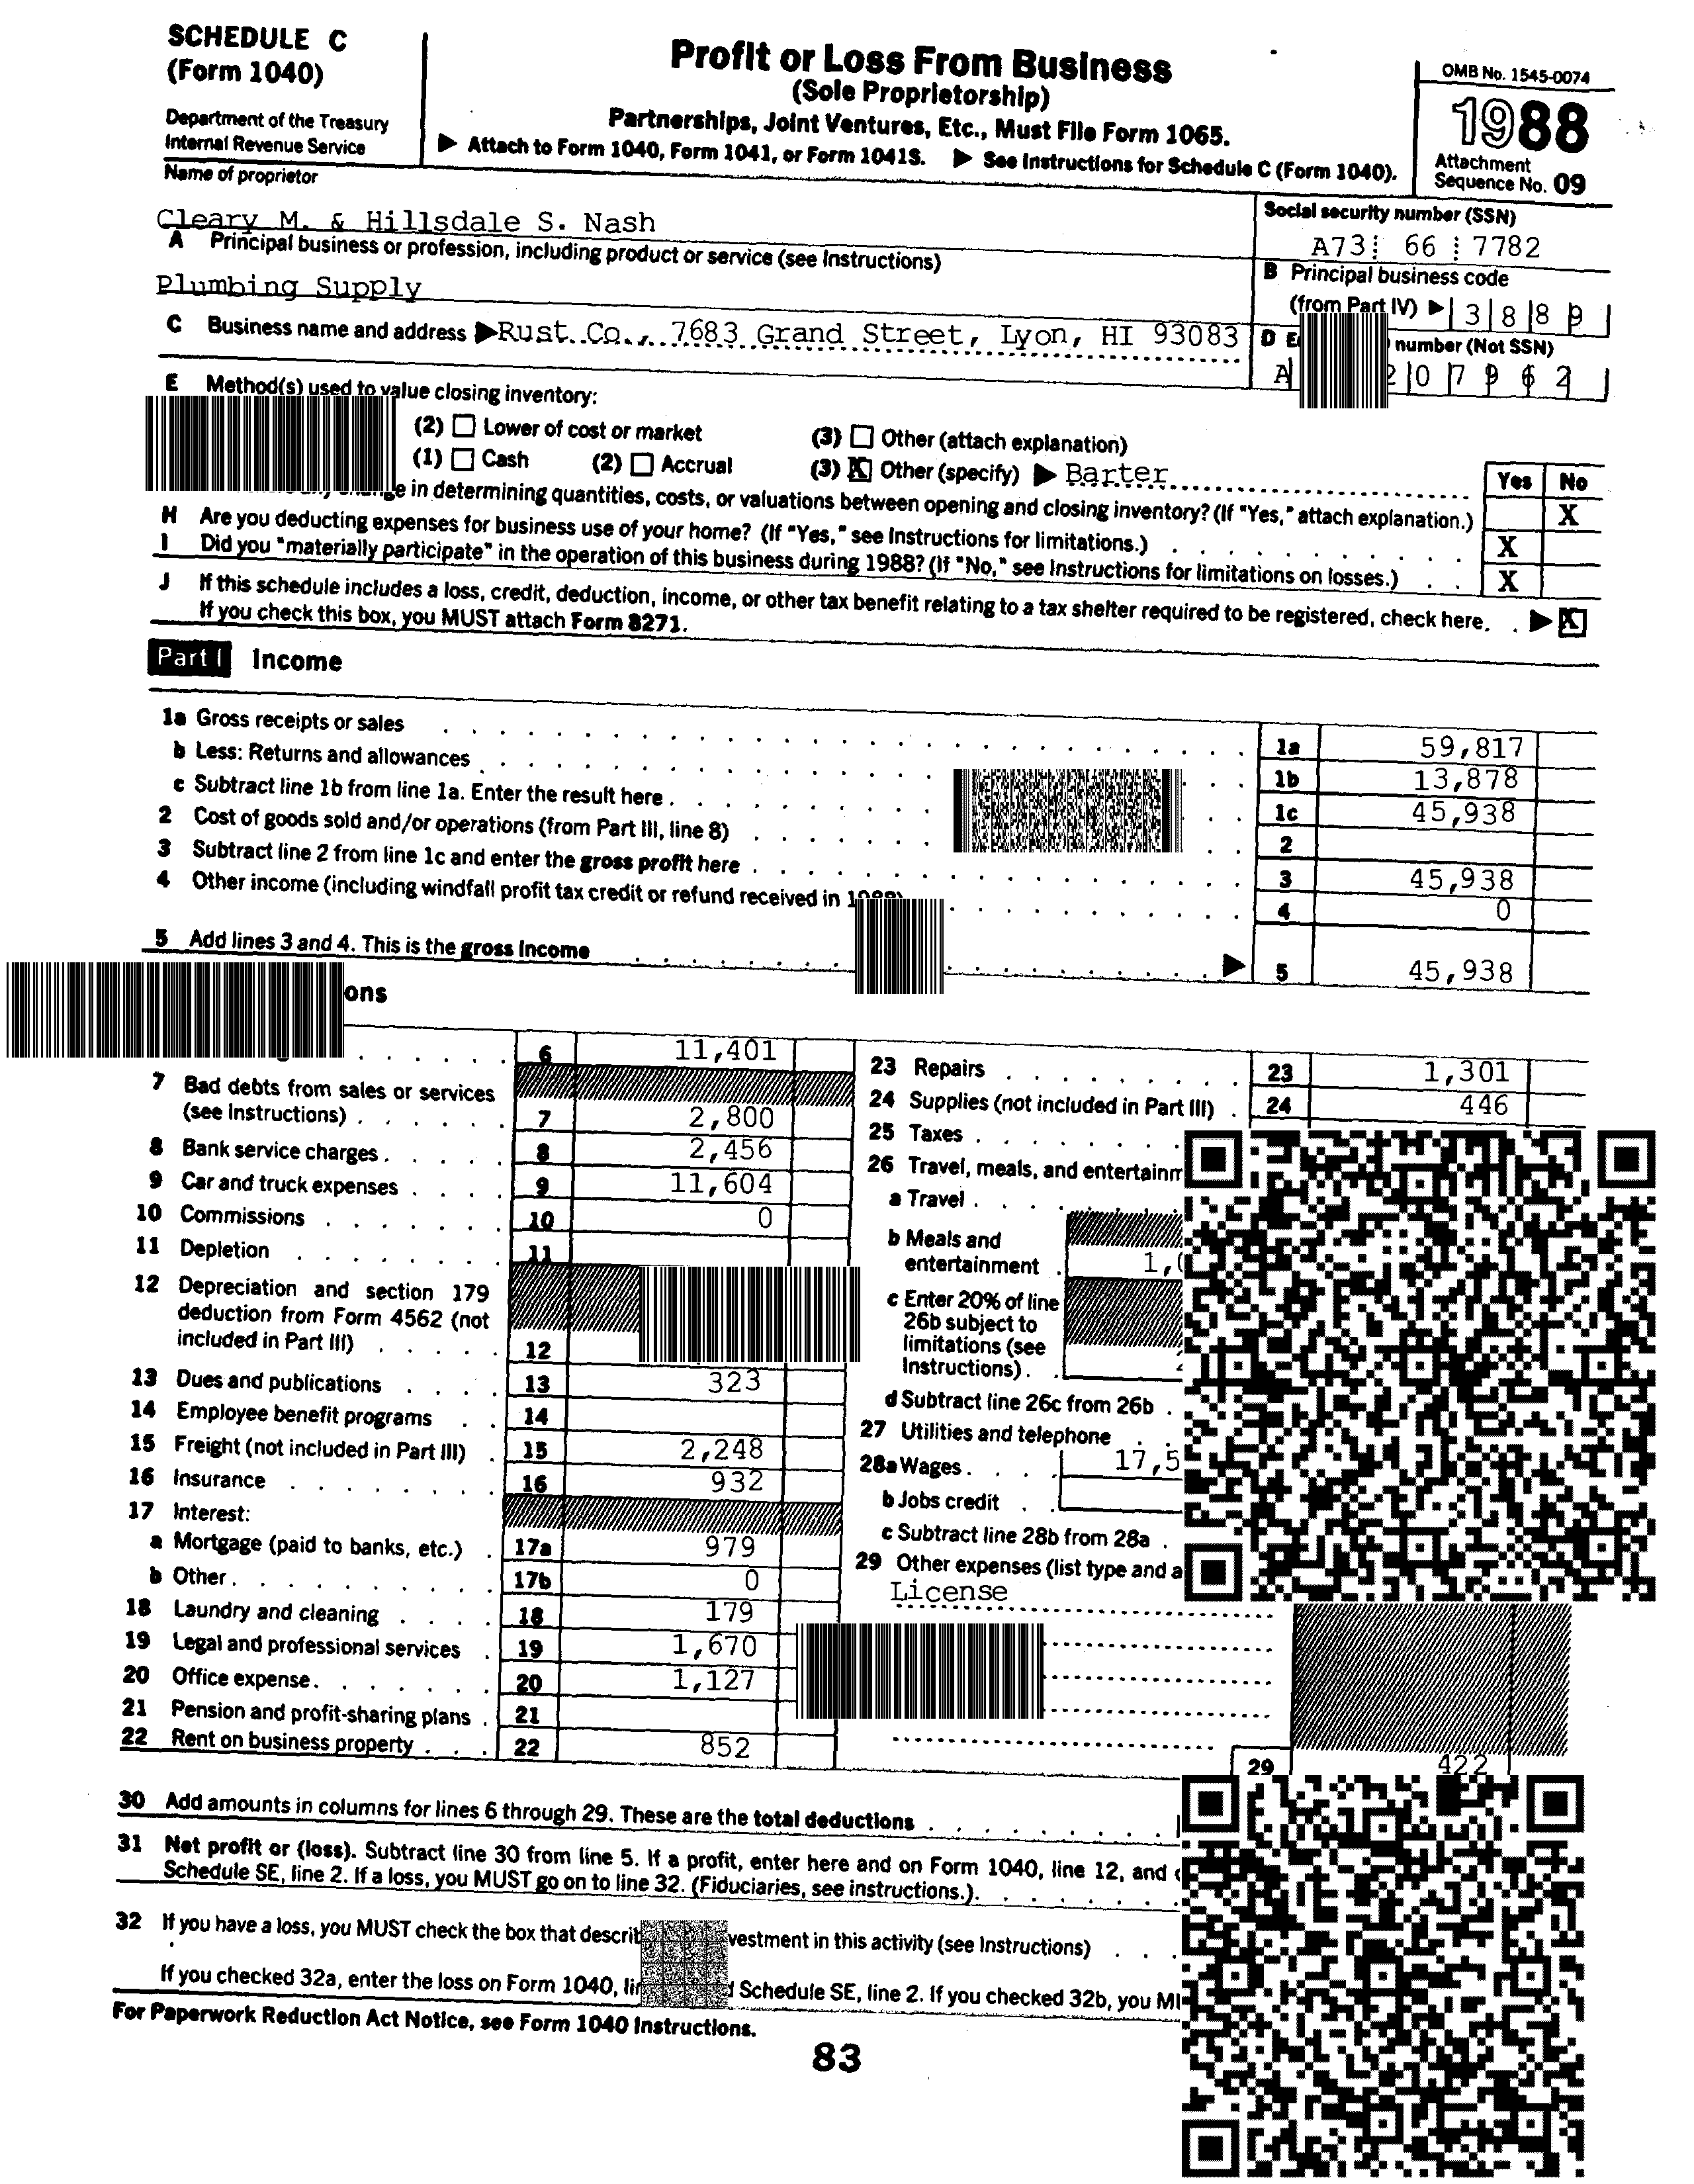 SCHEDULE C
(Form 1040)
Department of the Treasury
Internal Revenue Service
Profit or Loss From Business
(Sole Proprietorship)
Partnerships, Joint Ventures, Etc., Must File Form 1065.
▶ Attach to Form 1040, Form 1041, or Form 1041S. ▶ See Instructions for Schedule C (Form 1040).
OMB No. 1545-0074
1988
Attachment
Sequence No. 09
Name of proprietor
Cleary M. & Hillsdale S. Nash
Social security number (SSN)
A73 66 7782
A Principal business or profession, including product or service (see Instructions)
Plumbing Supply
B Principal business code
(from Part IV) ▶ 3 8 8 9
C Business name and address ▶ Rust Co., 7683 Grand Street, Lyon, HI 93083
D number (Not SSN)
A 2 0 7 9 6 2
E Method(s) used to value closing inventory:
(2) Lower of cost or market (3) Other (attach explanation)
(1) Cash (2) Accrual (3) X Other (specify) ▶ Barter
Yes No
in determining quantities, costs, or valuations between opening and closing inventory? (If "Yes," attach explanation.) X
H Are you deducting expenses for business use of your home? (If "Yes," see Instructions for limitations.) X
I Did you "materially participate" in the operation of this business during 1988? (If "No," see Instructions for limitations on losses.) X
J If this schedule includes a loss, credit, deduction, income, or other tax benefit relating to a tax shelter required to be registered, check here. ▶ X
If you check this box, you MUST attach Form 8271.
Part I Income
1a Gross receipts or sales 1a 59,817
b Less: Returns and allowances 1b 13,878
c Subtract line 1b from line 1a. Enter the result here 1c 45,938
2 Cost of goods sold and/or operations (from Part III, line 8) 2
3 Subtract line 2 from line 1c and enter the gross profit here 3 45,938
4 Other income (including windfall profit tax credit or refund received in 4 0
5 Add lines 3 and 4. This is the gross income ▶ 5 45,938
6 11,401
7 Bad debts from sales or services
(see Instructions) 7 2,800
8 Bank service charges 8 2,456
9 Car and truck expenses 9 11,604
10 Commissions 10 0
11 Depletion 11
12 Depreciation and section 179
deduction from Form 4562 (not
included in Part III) 12
13 Dues and publications 13 323
14 Employee benefit programs 14
15 Freight (not included in Part III) 15 2,248
16 Insurance 16 932
17 Interest:
a Mortgage (paid to banks, etc.) 17a 979
b Other 17b 0
18 Laundry and cleaning 18 179
19 Legal and professional services 19 1,670
20 Office expense 20 1,127
21 Pension and profit-sharing plans 21
22 Rent on business property 22 852
23 Repairs 23 1,301
24 Supplies (not included in Part III) 24 446
25 Taxes
26 Travel, meals, and
a Travel
b Meals and
entertainment
c Enter 20% of line
26b subject to
limitations (see
Instructions)
d Subtract line 26c from 26b
27 Utilities and telephone
28a Wages
b Jobs credit
c Subtract line 28b from 28a
29 Other expenses (list type and
License
29 422
30 Add amounts in columns for lines 6 through 29. These are the total deductions
31 Net profit or (loss). Subtract line 30 from line 5. If a profit, enter here and on Form 1040, line 12, and
Schedule SE, line 2. If a loss, you MUST go on to line 32. (Fiduciaries, see instructions.)
32 If you have a loss, you MUST check the box that in this activity (see Instructions)
If you checked 32a, enter the loss on Form 1040, Schedule SE, line 2. If you checked 32b, you
For Paperwork Reduction Act Notice, see Form 1040 Instructions.
83